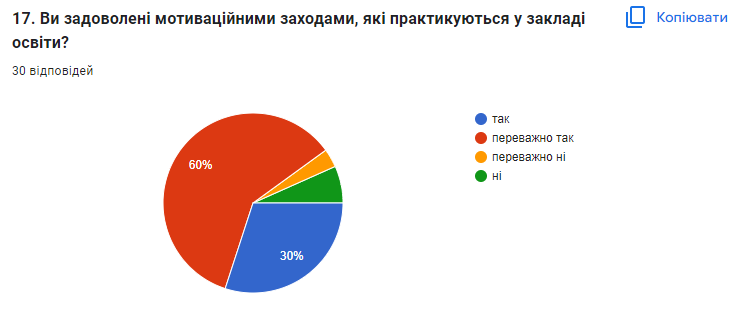 17. Ви задоволені мотиваційними заходами, які практикуються у закладі
освіти?
Копіювати
30 відповідей
так
переважно так
переважно ні
ні
60%
30%